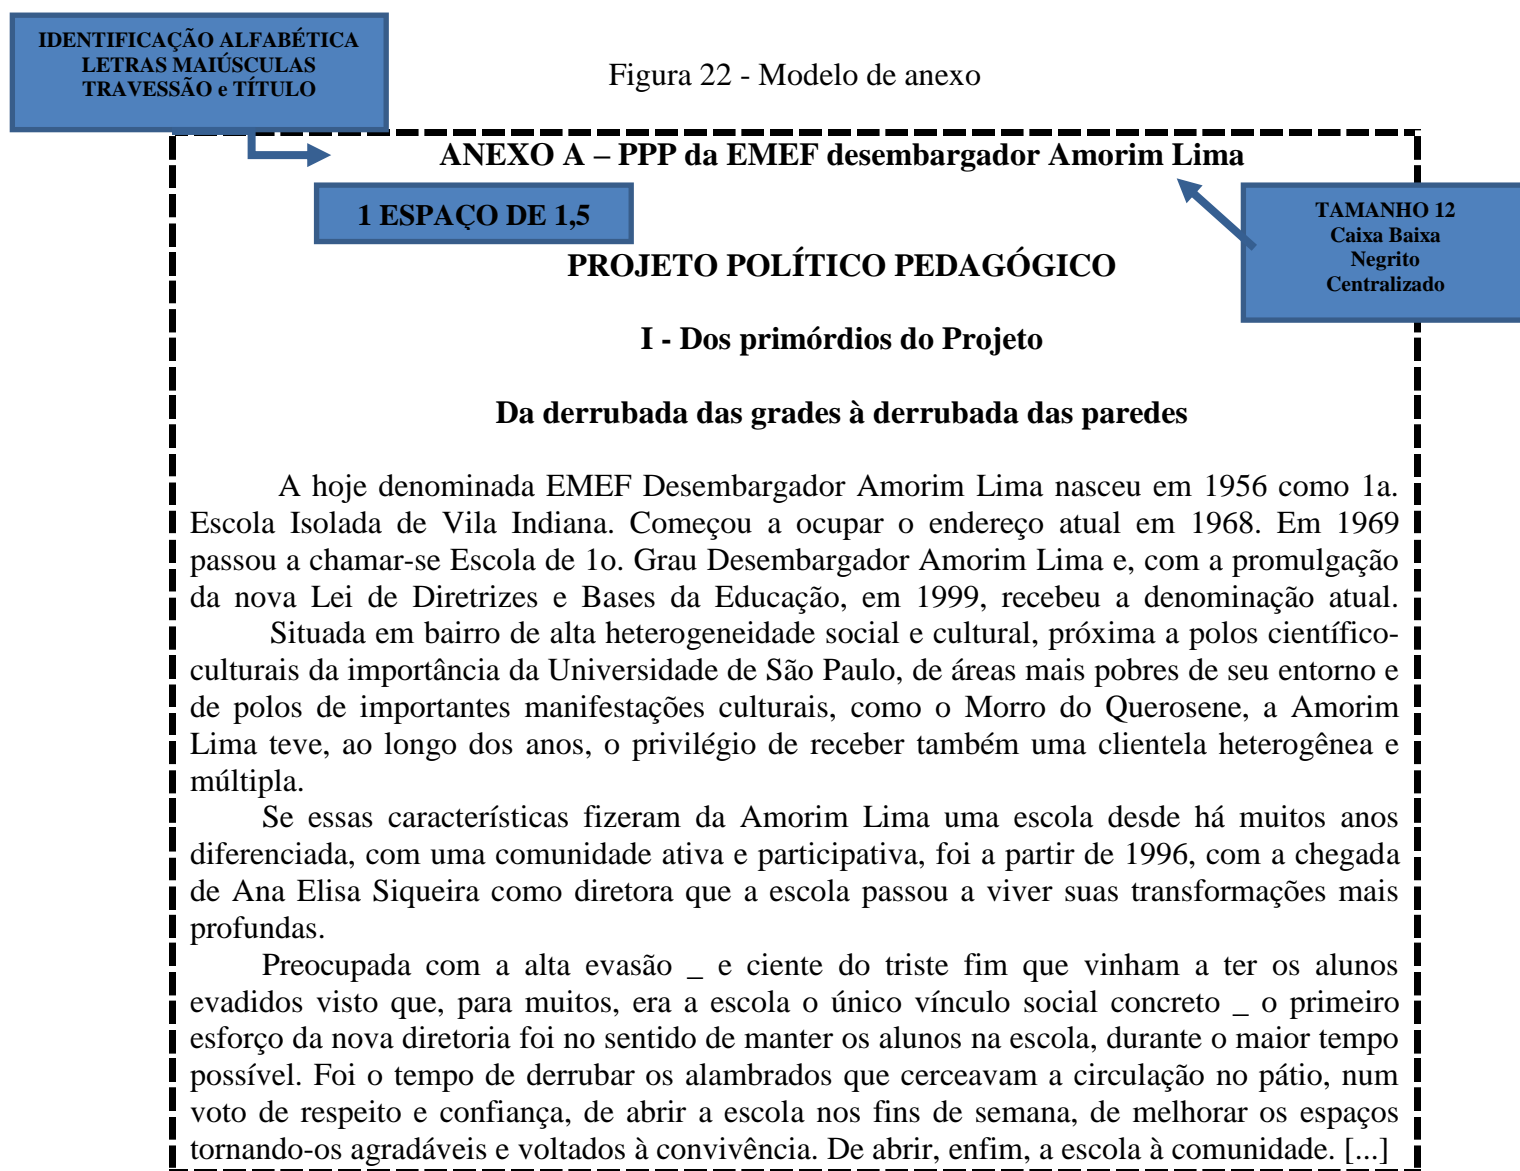 IDENTIFICAÇÃO ALFABÉTICA
LETRAS MAIÚSCULAS
TRAVESSÃO e TÍTULO
Figura 22 - Modelo de anexo
ANEXO A – PPP da EMEF desembargador Amorim Lima
1 ESPAÇO DE 1,5
TAMANHO 12
Caixa Baixa
Negrito
Centralizado
PROJETO POLÍTICO PEDAGÓGICO
I - Dos primórdios do Projeto
Da derrubada das grades à derrubada das paredes
A hoje denominada EMEF Desembargador Amorim Lima nasceu em 1956 como 1a.
Escola Isolada de Vila Indiana. Começou a ocupar o endereço atual em 1968. Em 1969
passou a chamar-se Escola de 1o. Grau Desembargador Amorim Lima e, com a promulgação
da nova Lei de Diretrizes e Bases da Educação, em 1999, recebeu a denominação atual.
Situada em bairro de alta heterogeneidade social e cultural, próxima a polos científico-
culturais da importância da Universidade de São Paulo, de áreas mais pobres de seu entorno e
de polos de importantes manifestações culturais, como o Morro do Querosene, a Amorim
Lima teve, ao longo dos anos, o privilégio de receber também uma clientela heterogênea e
múltipla.
Se essas características fizeram da Amorim Lima uma escola desde há muitos anos
diferenciada, com uma comunidade ativa e participativa, foi a partir de 1996, com a chegada
de Ana Elisa Siqueira como diretora que a escola passou a viver suas transformações mais
profundas.
Preocupada com a alta evasão _ e ciente do triste fim que vinham a ter os alunos
evadidos visto que, para muitos, era a escola o único vínculo social concreto _ o primeiro
esforço da nova diretoria foi no sentido de manter os alunos na escola, durante o maior tempo
possível. Foi o tempo de derrubar os alambrados que cerceavam a circulação no pátio, num
voto de respeito e confiança, de abrir a escola nos fins de semana, de melhorar os espaços
tornando-os agradáveis e voltados à convivência. De abrir, enfim, a escola à comunidade. [...]